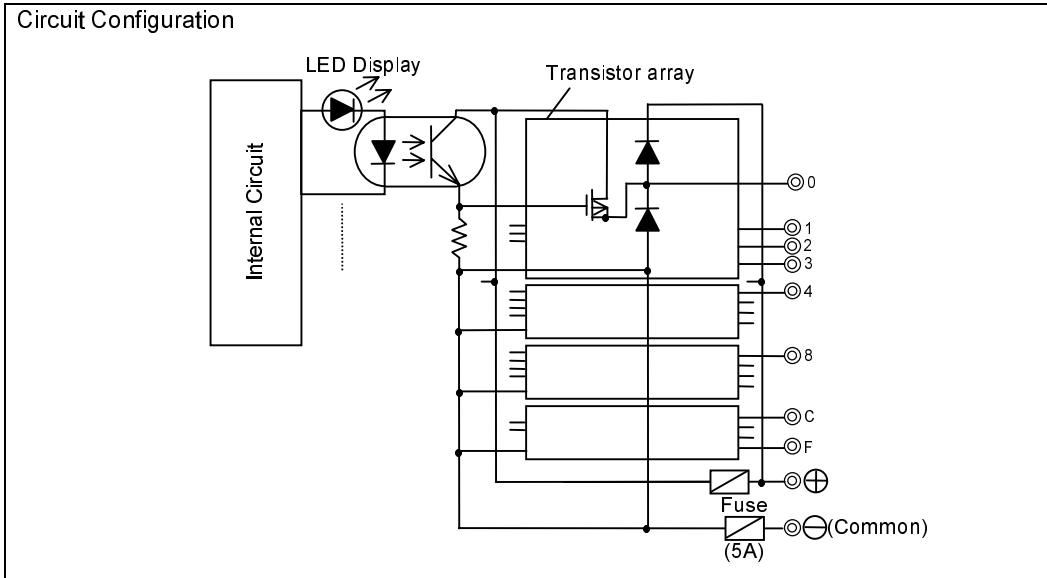 Circuit Configuration
LED Display
Transistor array
Internal Circuit
0
1
2
3
4
8
C
F
Fuse
(Common)
(5A)